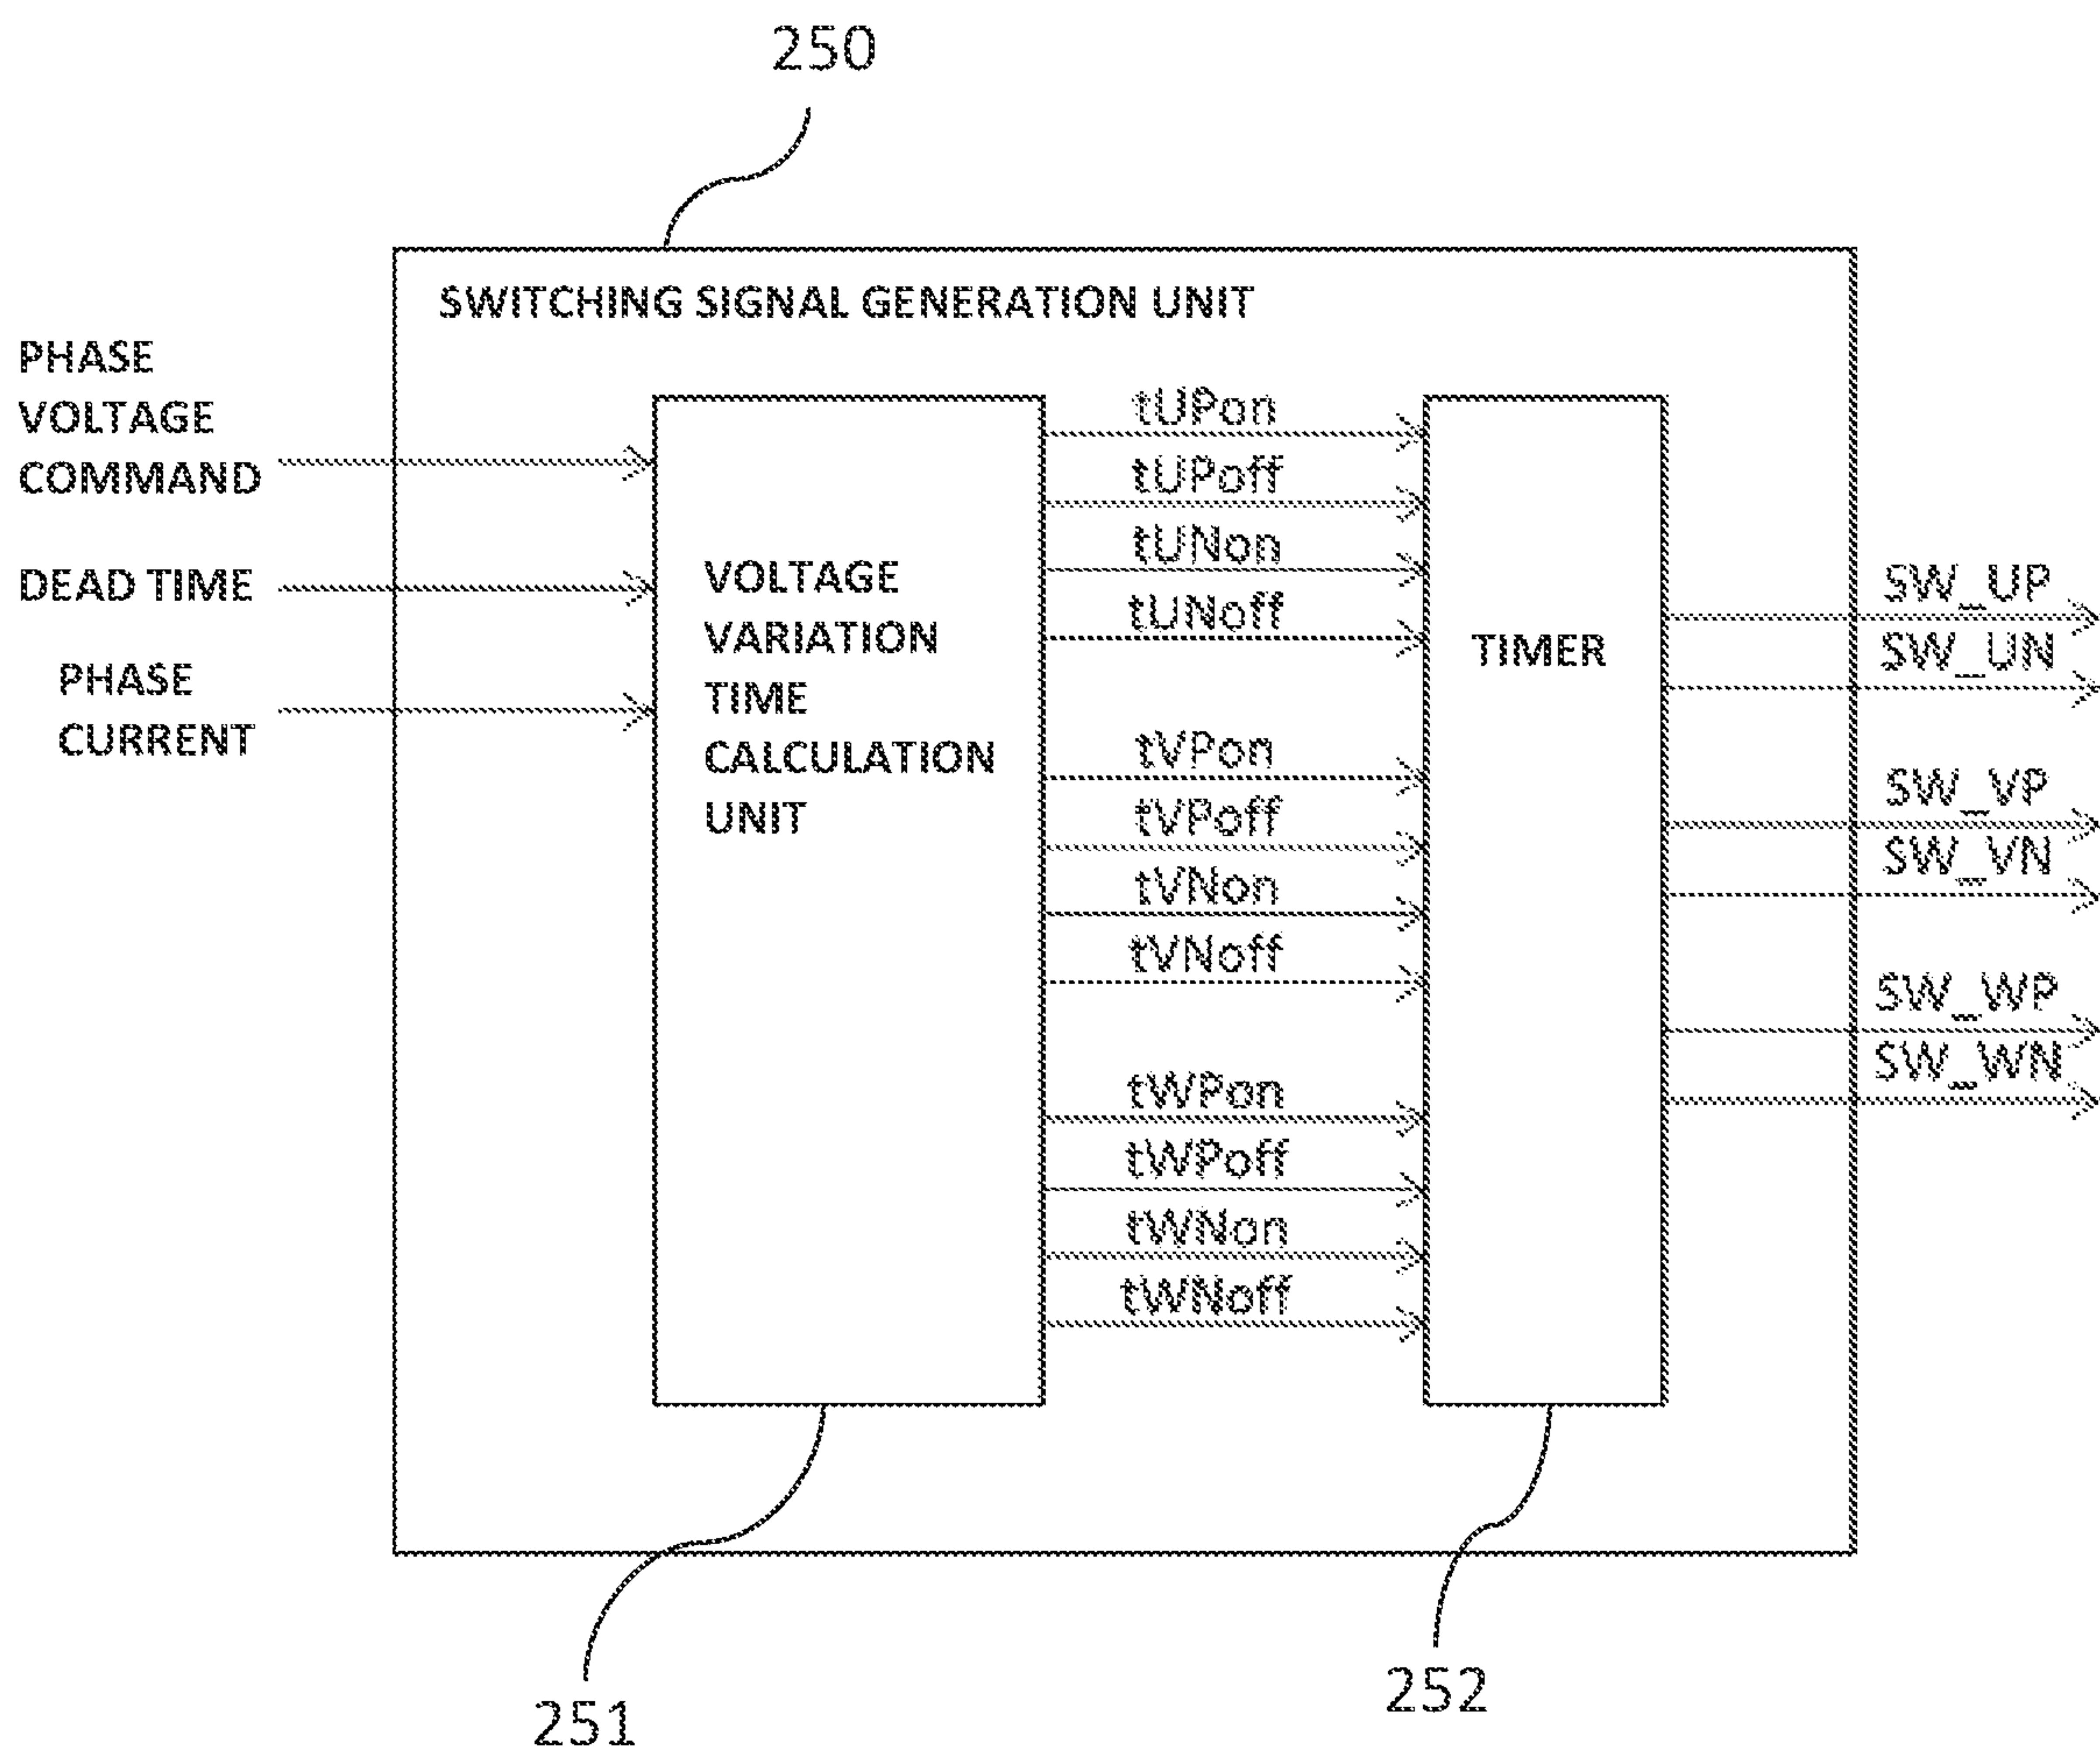 250
SWITCHING SIGNAL GENERATION UNIT
PHASE
VOLTAGE
COMMAND
DEAD TIME
PHASE
CURRENT
VOLTAGE
VARIATION
TIME
CALCULATION
UNIT
tUPon
tUPoff
tUNon
tUNoff
tVPon
tVPoff
tVNon
tVNoff
tWPon
tWPoff
tWNon
tWNoff
TIMER
SW_UP
SW_UN
SW_VP
SW_VN
SW_WP
SW_WN
251
252